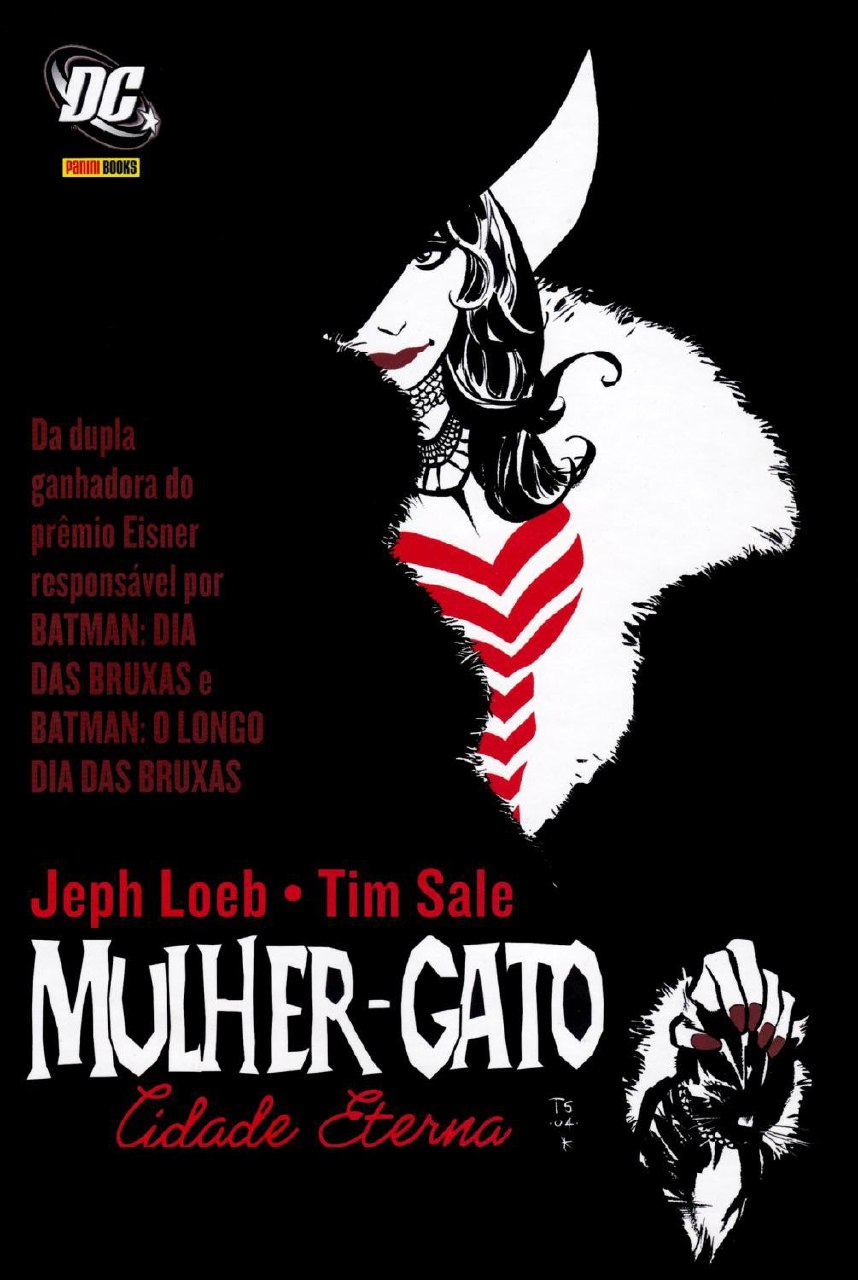 DC
PANINI BOOKS
Da dupla
ganhadora do
prêmio Eisner
responsável por
BATMAN: DIA
DAS BRUXAS e
BATMAN: O LONGO
DIA DAS BRUXAS
Jeph Loeb • Tim Sale
MULHER-GATO
Cidade Eterna
TS
04
K